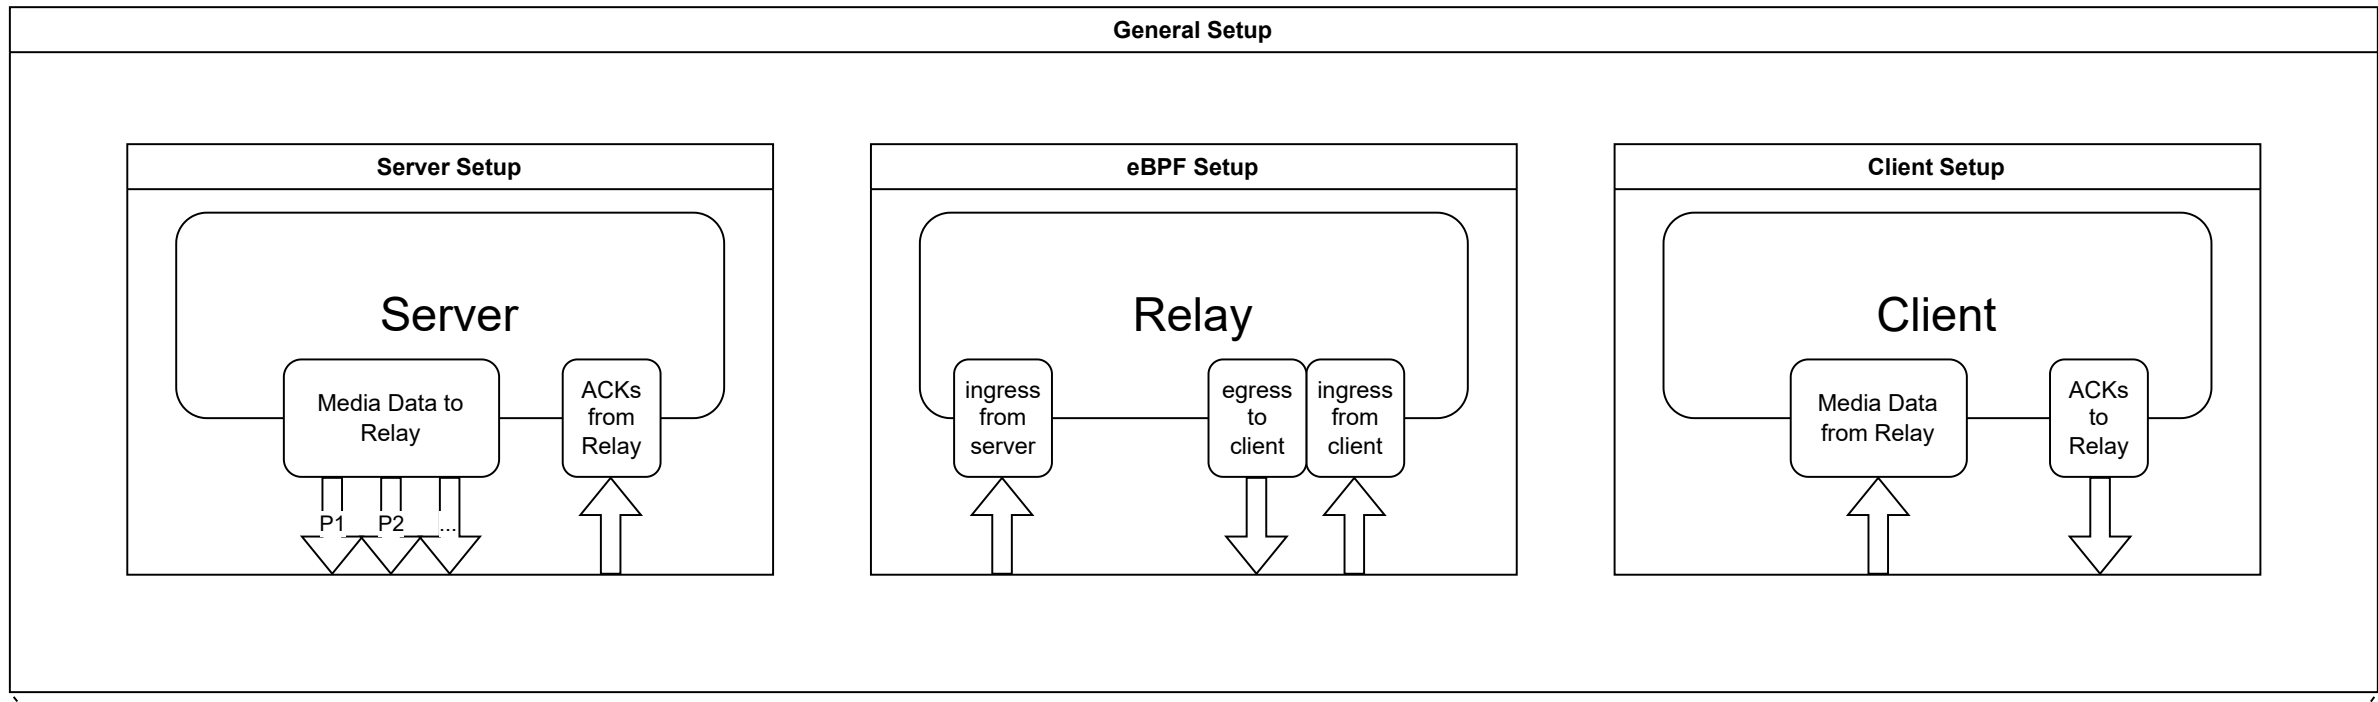 General Setup
Server Setup
Server
Media Data to
Relay
ACKs
from
Relay
P1
P2
...
eBPF Setup
Relay
ingress
from
server
egress
to
client
ingress
from
client
Client Setup
Client
Media Data
from Relay
ACKs
to
Relay